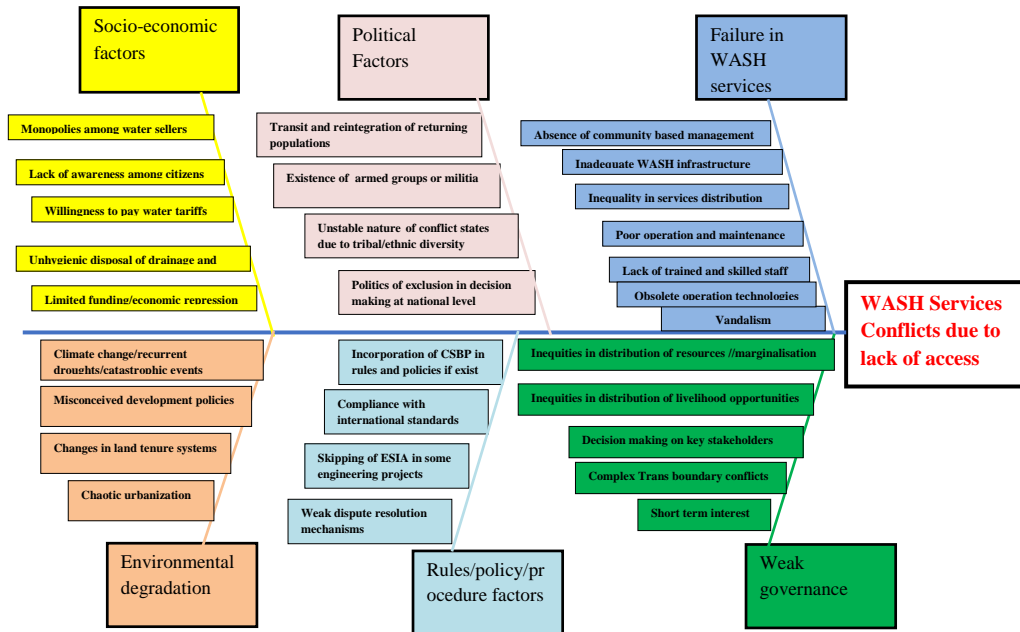 Socio-economic
factors
Political
Factors
Failure in
WASH
services
Monopolies among water sellers
Lack of awareness among citizens
Willingness to pay water tariffs
Unhygienic disposal of drainage and
Limited funding/economic repression
Transit and reintegration of returning
populations
Existence of armed groups or militia
Unstable nature of conflict states
due to tribal/ethnic diversity
Politics of exclusion in decision
making at national level
Absence of community based management
Inadequate WASH infrastructure
Inequality in services distribution
Poor operation and maintenance
Lack of trained and skilled staff
Obsolete operation technologies
Vandalism
WASH Services
Conflicts due to
lack of access
Climate change/recurrent
droughts/catastrophic events
Misconceived development policies
Changes in land tenure systems
Chaotic urbanization
Incorporation of CSBP in
rules and policies if exist
Compliance with
international standards
Skipping of ESIA in some
engineering projects
Weak dispute resolution
mechanisms
Inequities in distribution of resources //marginalisation
Inequities in distribution of livelihood opportunities
Decision making on key stakeholders
Complex Trans boundary conflicts
Short term interest
Environmental
degradation
Rules/policy/pr
ocedure factors
Weak
governance